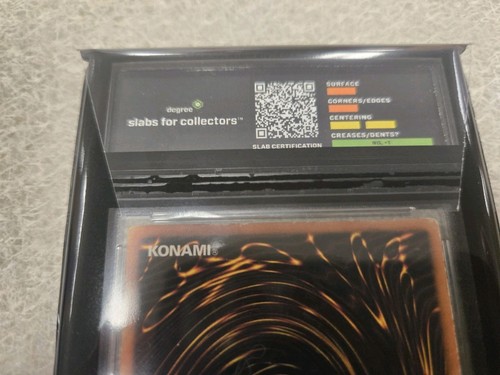 degree
slabs for collectors™
SLAB CERTIFICATION
SURFACE
CORNERS/EDGES
CENTERING
CREASES/DENTS?
KONAMI®